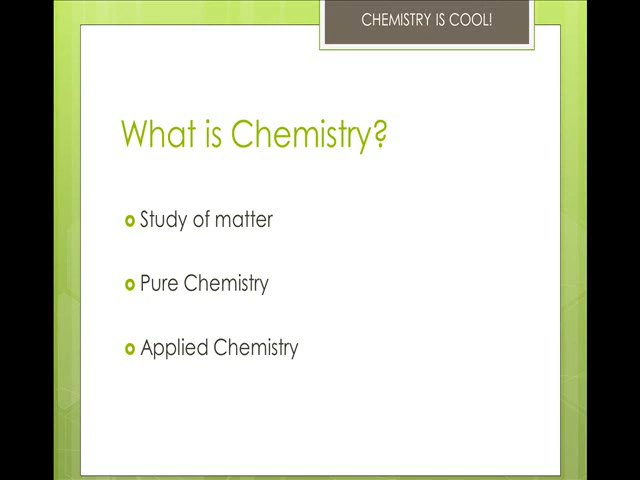 CHEMISTRY IS COOL!
What is Chemistry?
Study of matter
Pure Chemistry
Applied Chemistry